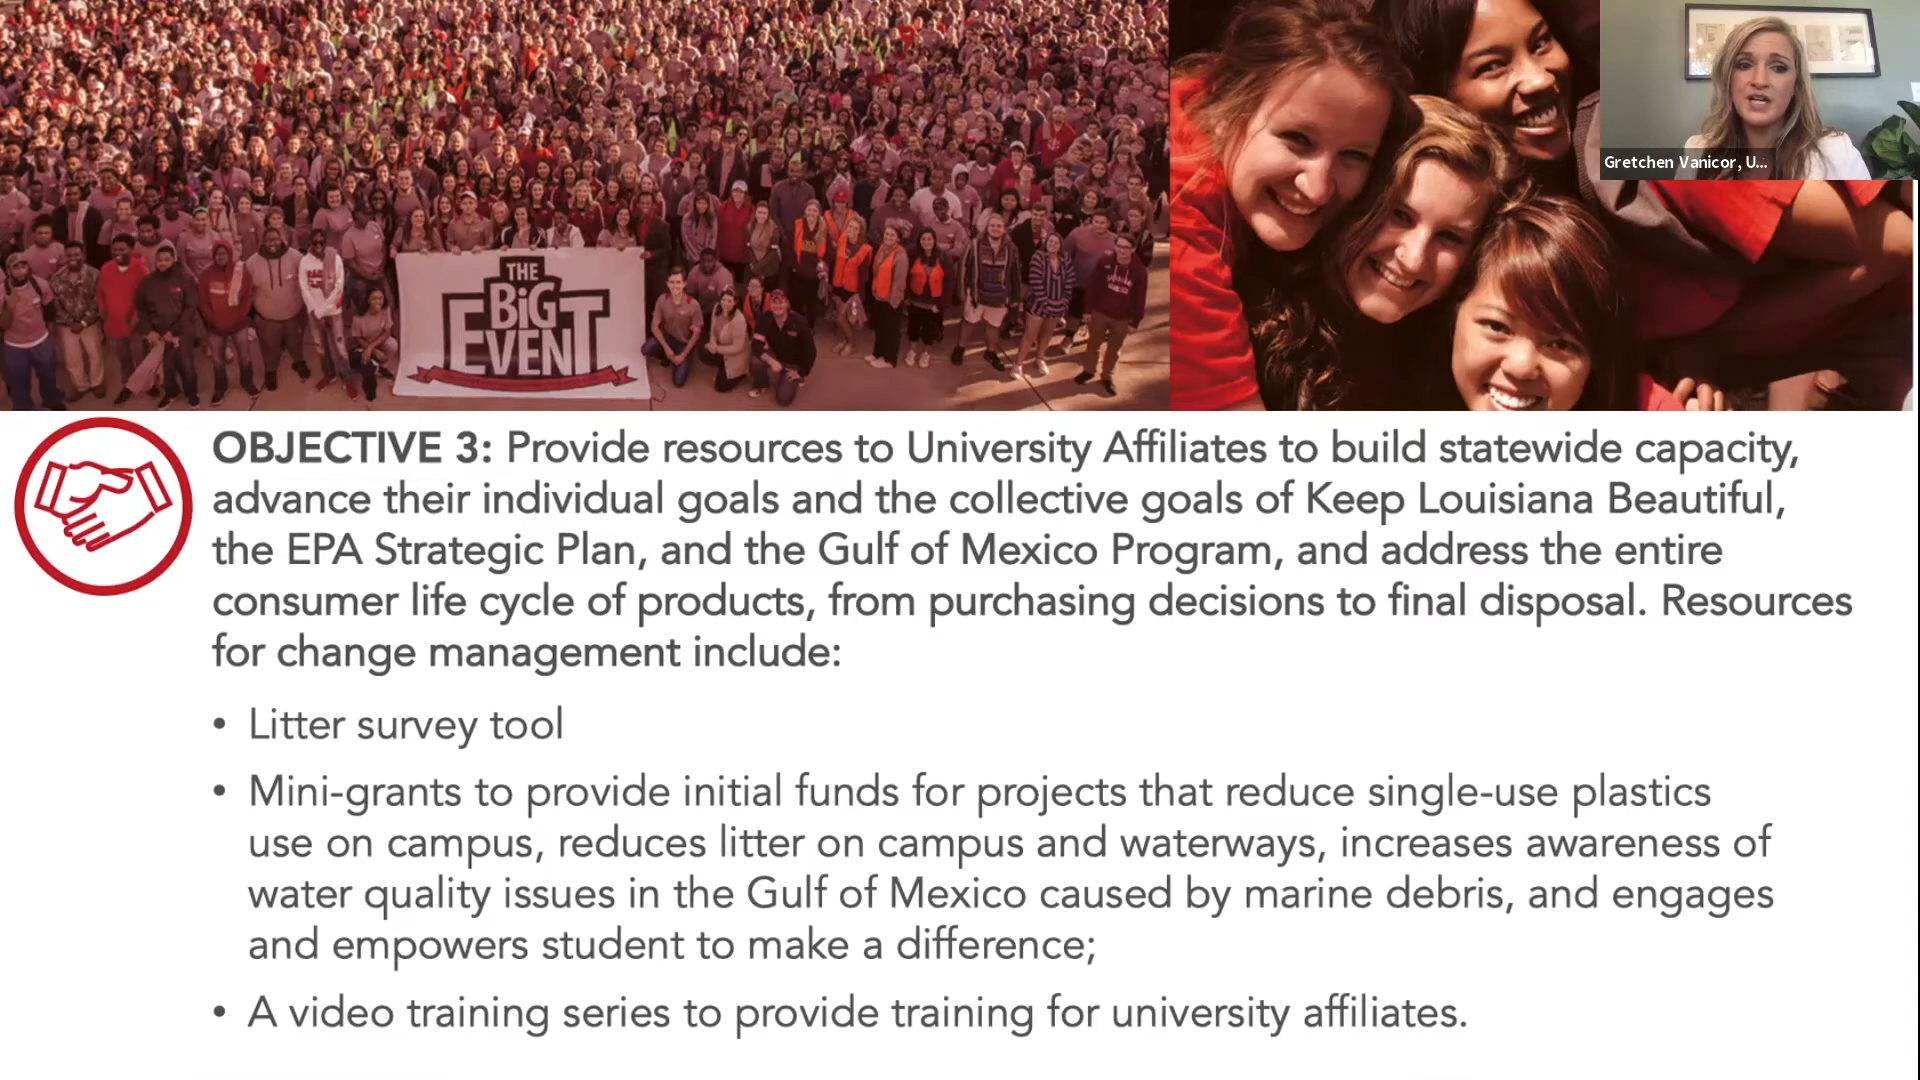 THE
BiG
EVENT
Gretchen Vanicor, U...
OBJECTIVE 3: Provide resources to University Affiliates to build statewide capacity,
advance their individual goals and the collective goals of Keep Louisiana Beautiful,
the EPA Strategic Plan, and the Gulf of Mexico Program, and address the entire
consumer life cycle of products, from purchasing decisions to final disposal. Resources
for change management include:
• Litter survey tool
• Mini-grants to provide initial funds for projects that reduce single-use plastics
use on campus, reduces litter on campus and waterways, increases awareness of
water quality issues in the Gulf of Mexico caused by marine debris, and engages
and empowers student to make a difference;
• A video training series to provide training for university affiliates.